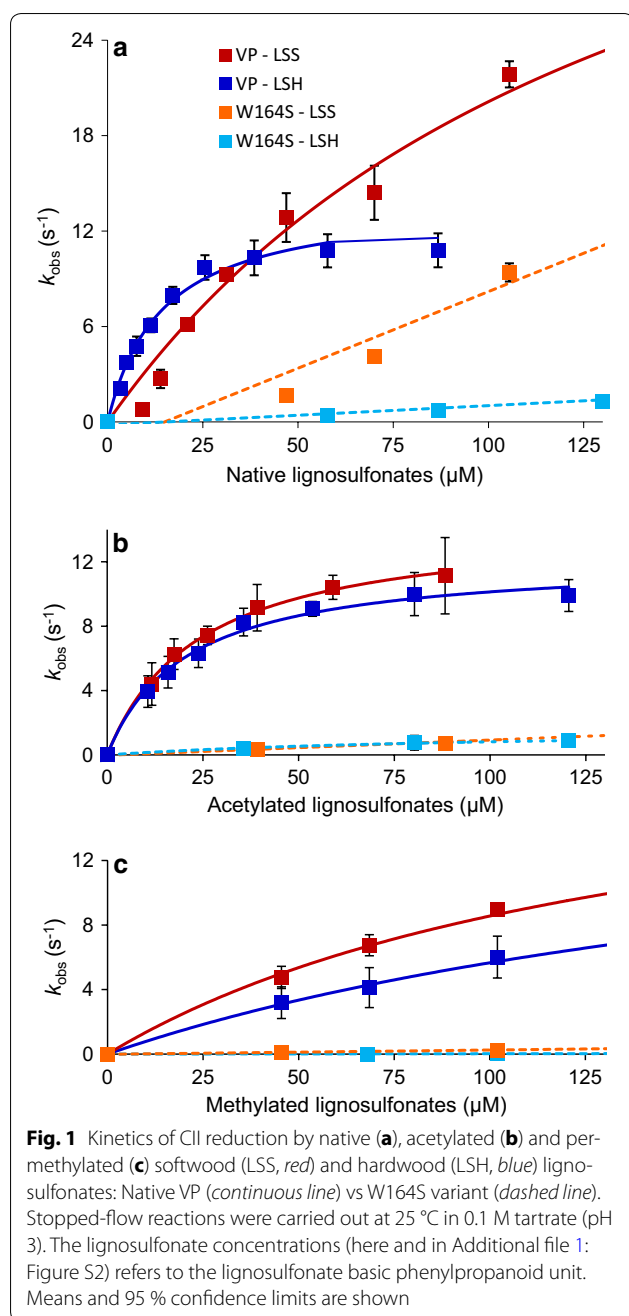 a
VP - LSS
VP - LSH
W164S - LSS
W164S - LSH
24
18
12
6
0
kobs (s-1)
0 25 50 75 100 125
Native lignosulfonates (µM)
b
12
8
4
0
kobs (s-1)
0 25 50 75 100 125
Acetylated lignosulfonates (µM)
c
12
8
4
0
kobs (s-1)
0 25 50 75 100 125
Methylated lignosulfonates (µM)
Fig. 1 Kinetics of CII reduction by native (a), acetylated (b) and per-
methylated (c) softwood (LSS, red) and hardwood (LSH, blue) ligno-
sulfonates: Native VP (continuous line) vs W164S variant (dashed line).
Stopped-flow reactions were carried out at 25 °C in 0.1 M tartrate (pH
3). The lignosulfonate concentrations (here and in Additional file 1:
Figure S2) refers to the lignosulfonate basic phenylpropanoid unit.
Means and 95 % confidence limits are shown